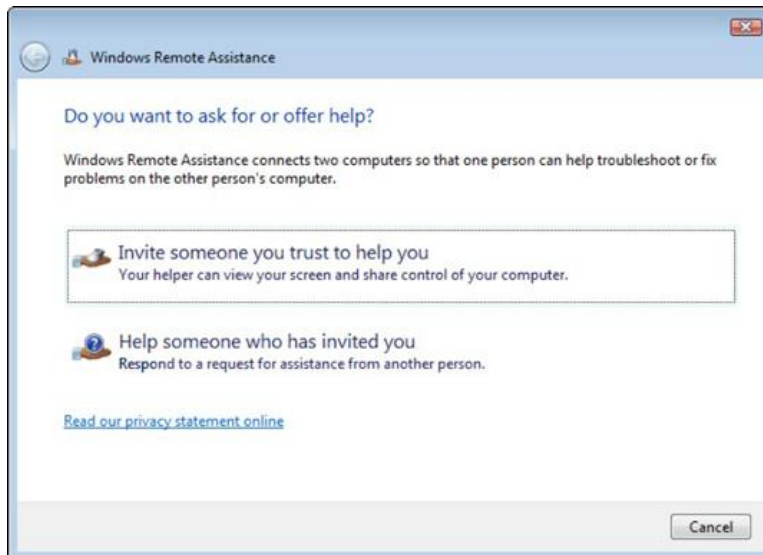 Windows Remote Assistance
Do you want to ask for or offer help?
Windows Remote Assistance connects two computers so that one person can help troubleshoot or fix
problems on the other person's computer.
Invite someone you trust to help you
Your helper can view your screen and share control of your computer.
Help someone who has invited you
Respond to a request for assistance from another person.
Read our privacy statement online
Cancel